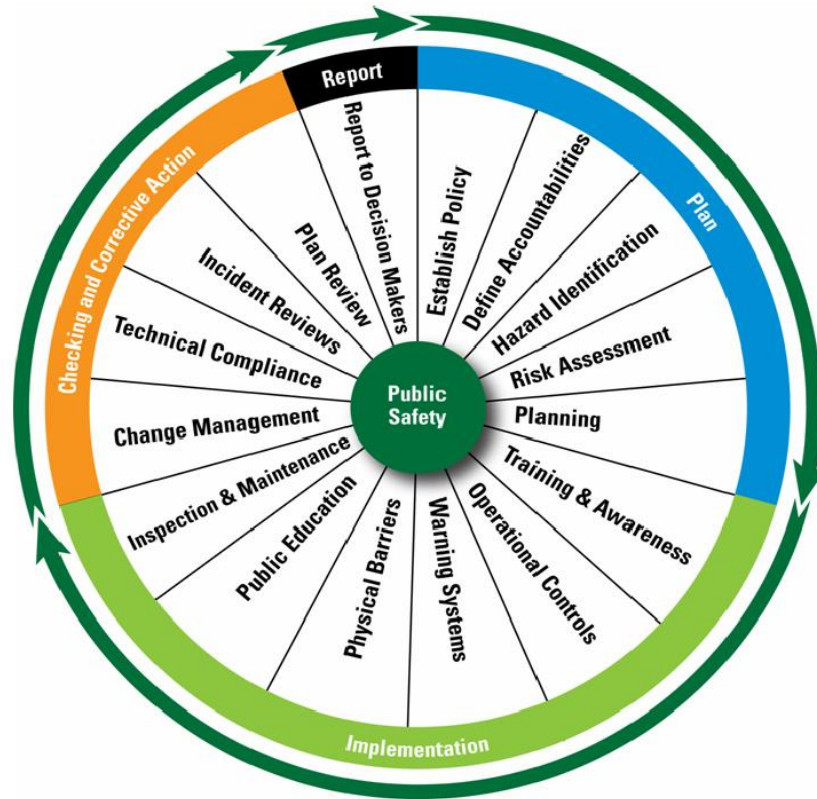 Report
Plan
Implementation
Checking and Corrective Action
Establish Policy
Define Accountabilities
Hazard Identification
Risk Assessment
Planning
Training & Awareness
Operational Controls
Warning Systems
Physical Barriers
Public Education
Inspection & Maintenance
Change Management
Technical Compliance
Incident Reviews
Plan Review
Report to Decision Makers
Public
Safety